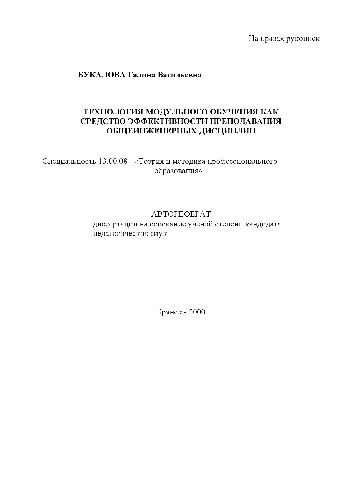 На правах рукописи
БУКАЛОВА Галина Васильевна
ТЕХНОЛОГИЯ МОДУЛЬНОГО ОБУЧЕНИЯ КАК
СРЕДСТВО ЭФФЕКТИВНОСТИ ПРЕПОДАВАНИЯ
ОБЩЕИНЖЕНЕРНЫХ ДИСЦИПЛИН
Специальность 13.00.08 - «Теория и методика профессионального
образования»
АВТОРЕФЕРАТ
диссертации на соискание ученой степени кандидата
педагогических наук
2000